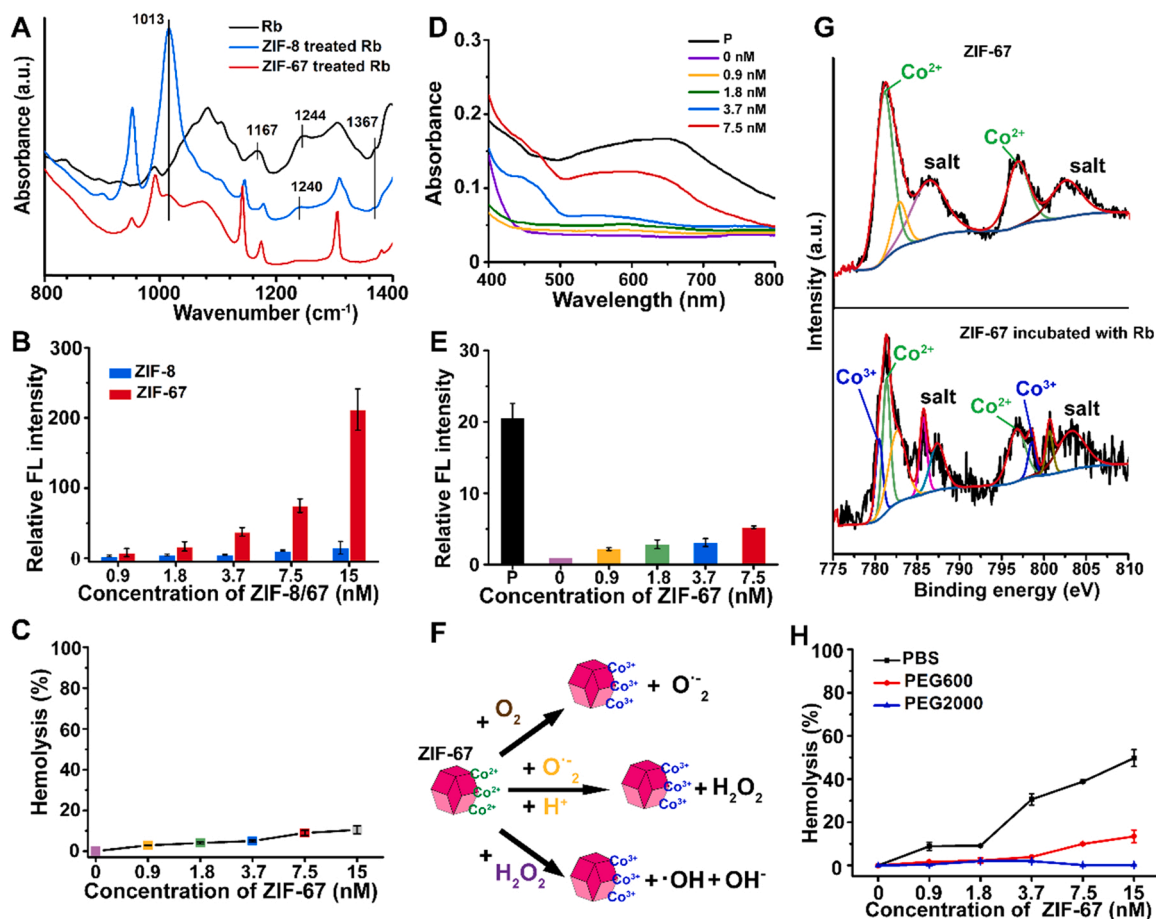 A
1013
Rb
ZIF-8 treated Rb
ZIF-67 treated Rb
1167
1244
1367
1240
Absorbance (a.u.)
800 1000 1200 1400
Wavenumber (cm-1)
B
ZIF-8
ZIF-67
Relative FL intensity
300
200
100
0
0.9 1.8 3.7 7.5 15
Concentration of ZIF-8/67 (nM)
C
Hemolysis (%)
100
80
60
40
20
0
0 0.9 1.8 3.7 7.5 15
Concentration of ZIF-67 (nM)
D
P
0 nM
0.9 nM
1.8 nM
3.7 nM
7.5 nM
Absorbance
0.3
0.2
0.1
0.0
400 500 600 700 800
Wavelength (nm)
E
Relative FL intensity
30
20
10
0
P 0 0.9 1.8 3.7 7.5
Concentration of ZIF-67 (nM)
F
+ O2
Co3+
Co3+
Co3+
+ O·-2
ZIF-67
Co2+
Co2+
Co2+
+ O·-2
+ H+
Co3+
Co3+
Co3+
+ H2O2
+ H2O2
Co3+
Co3+
Co3+
+ ·OH + OH-
G
ZIF-67
Co2+
salt
Co2+
salt
ZIF-67 incubated with Rb
Co3+
Co2+
salt
Co2+
Co3+
salt
Intensity (a.u.)
775 780 785 790 795 800 805 810
Binding energy (eV)
H
PBS
PEG600
PEG2000
Hemolysis (%)
100
80
60
40
20
0
0 0.9 1.8 3.7 7.5 15
Concentration of ZIF-67 (nM)